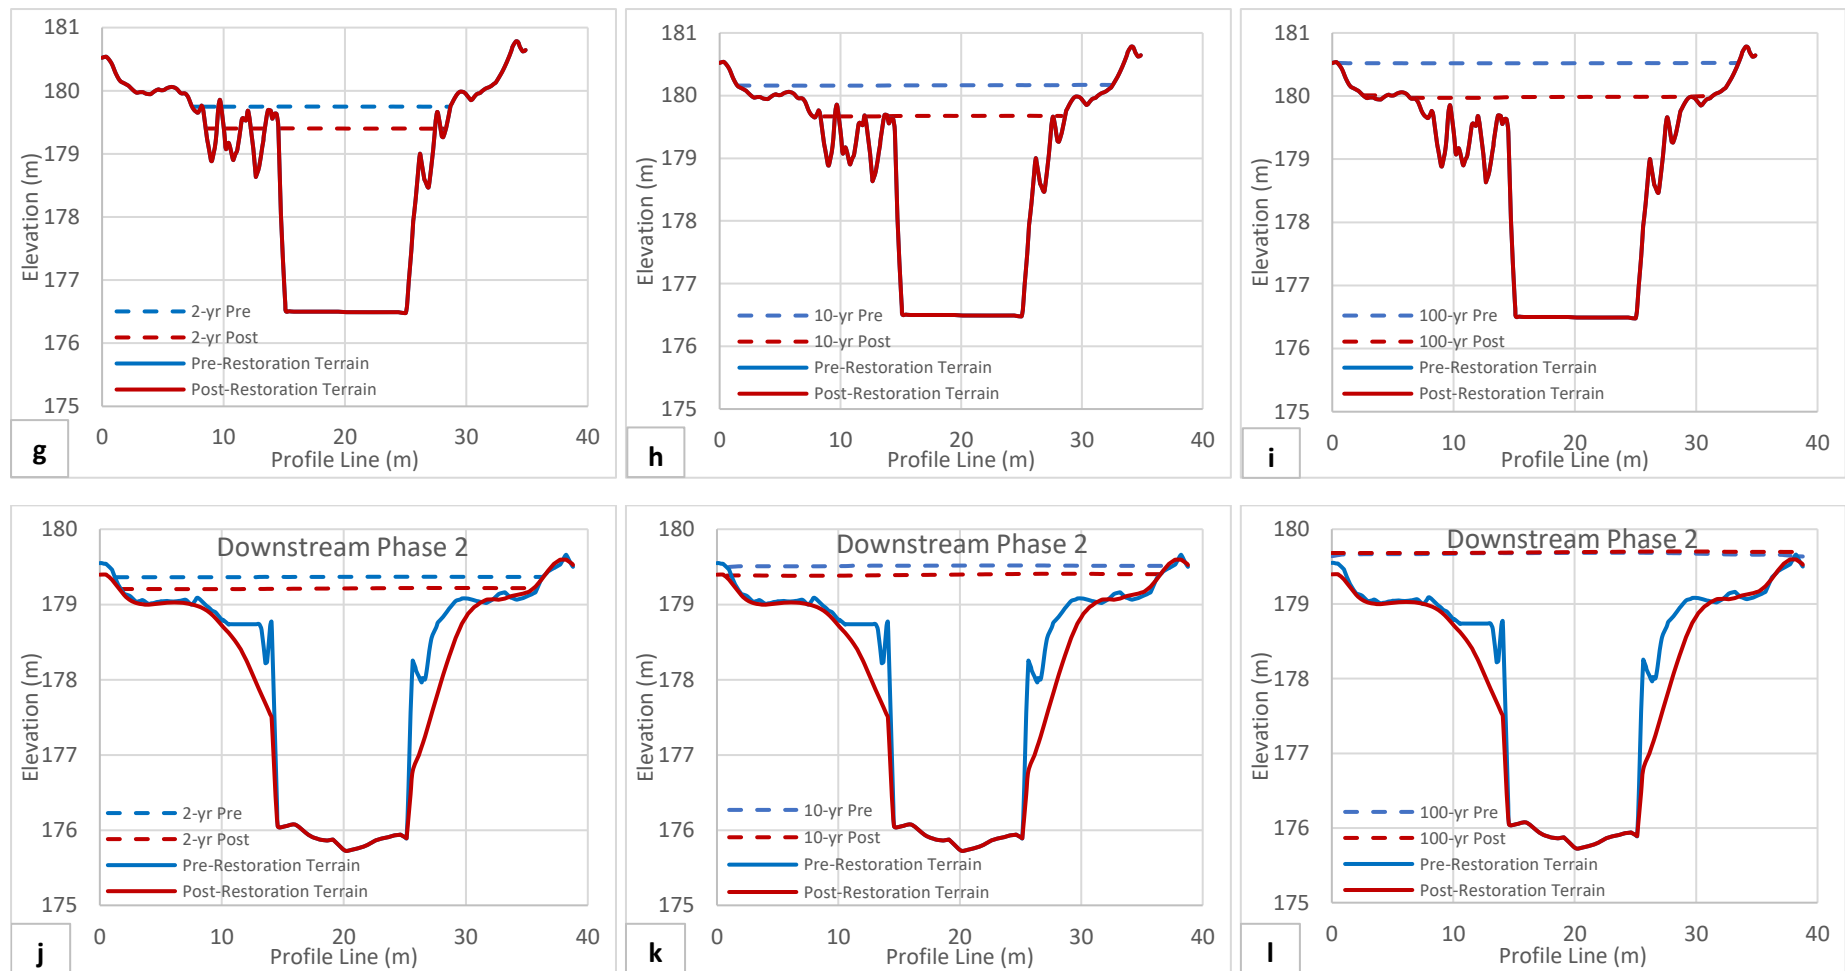 181
180
179
178
177
176
175
Elevation (m)
2-yr Pre
2-yr Post
Pre-Restoration Terrain
Post-Restoration Terrain
0
10
20
30
40
Profile Line (m)
g
181
180
179
178
177
176
175
Elevation (m)
10-yr Pre
10-yr Post
Pre-Restoration Terrain
Post-Restoration Terrain
0
10
20
30
40
Profile Line (m)
h
181
180
179
178
177
176
175
Elevation (m)
100-yr Pre
100-yr Post
Pre-Restoration Terrain
Post-Restoration Terrain
0
10
20
30
40
Profile Line (m)
i
Downstream Phase 2
180
179
178
177
176
175
Elevation (m)
2-yr Pre
2-yr Post
Pre-Restoration Terrain
Post-Restoration Terrain
0
10
20
30
40
Profile Line (m)
j
Downstream Phase 2
180
179
178
177
176
175
Elevation (m)
10-yr Pre
10-yr Post
Pre-Restoration Terrain
Post-Restoration Terrain
0
10
20
30
40
Profile Line (m)
k
Downstream Phase 2
180
179
178
177
176
175
Elevation (m)
100-yr Pre
100-yr Post
Pre-Restoration Terrain
Post-Restoration Terrain
0
10
20
30
40
Profile Line (m)
l